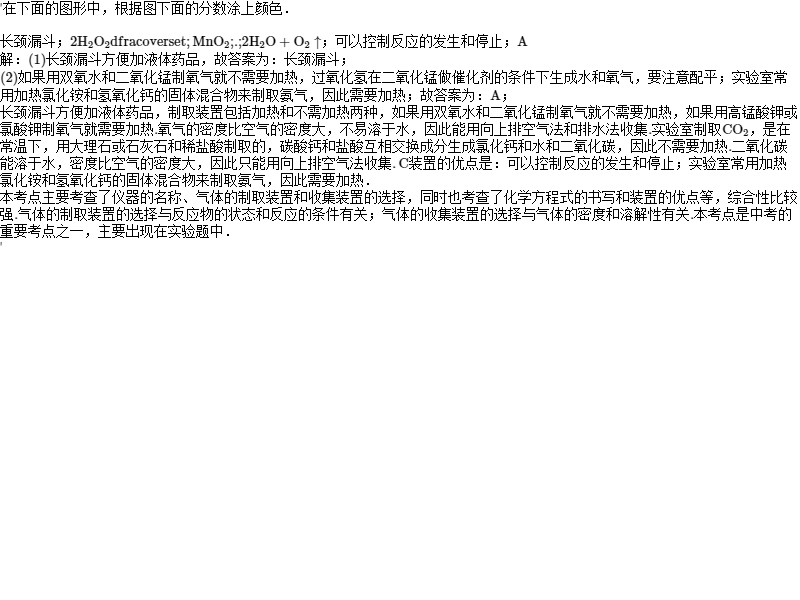 '在下面的图形中，根据图下面的分数涂上颜色．
长颈漏斗；2H₂O₂dfracoverset; MnO₂;.;2H₂O + O₂ ↑；可以控制反应的发生和停止；A
解：(1)长颈漏斗方便加液体药品，故答案为：长颈漏斗；
(2)如果用双氧水和二氧化锰制氧气就不需要加热，过氧化氢在二氧化锰做催化剂的条件下生成水和氧气，要注意配平；实验室常
用加热氯化铵和氢氧化钙的固体混合物来制取氨气，因此需要加热；故答案为：A；
长颈漏斗方便加液体药品，制取装置包括加热和不需加热两种，如果用双氧水和二氧化锰制氧气就不需要加热，如果用高锰酸钾或
氯酸钾制氧气就需要加热.氧气的密度比空气的密度大，不易溶于水，因此能用向上排空气法和排水法收集.实验室制取CO₂，是在
常温下，用大理石或石灰石和稀盐酸制取的，碳酸钙和盐酸互相交换成分生成氯化钙和水和二氧化碳，因此不需要加热.二氧化碳
能溶于水，密度比空气的密度大，因此只能用向上排空气法收集. C装置的优点是：可以控制反应的发生和停止；实验室常用加热
氯化铵和氢氧化钙的固体混合物来制取氨气，因此需要加热．
本考点主要考查了仪器的名称、气体的制取装置和收集装置的选择，同时也考查了化学方程式的书写和装置的优点等，综合性比较
强.气体的制取装置的选择与反应物的状态和反应的条件有关；气体的收集装置的选择与气体的密度和溶解性有关.本考点是中考的
重要考点之一，主要出现在实验题中．
'